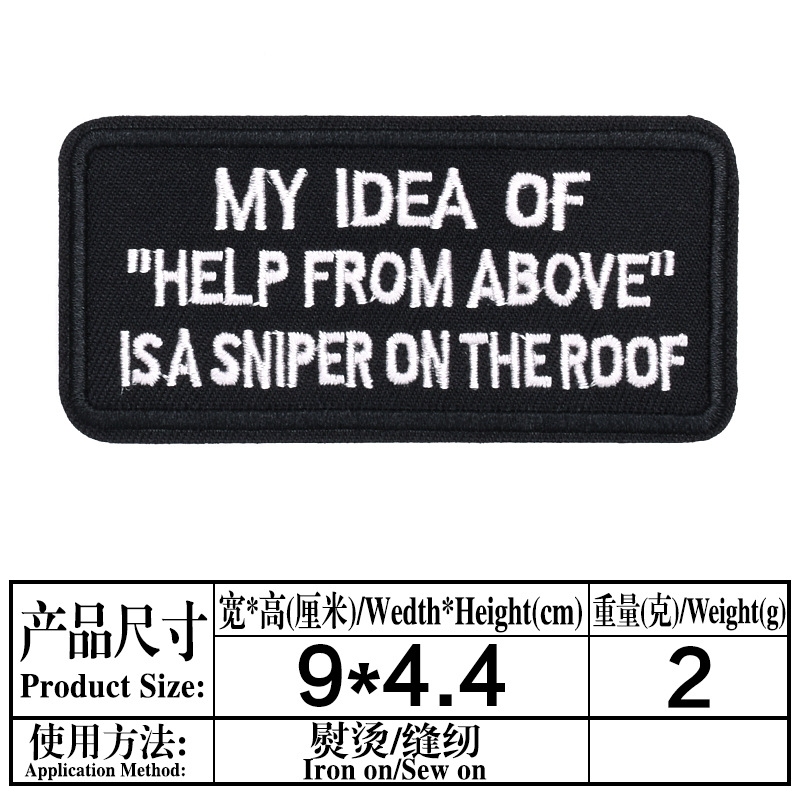 MY IDEA OF
"HELP FROM ABOVE"
IS A SNIPER ON THE ROOF
产品尺寸
Product Size:
宽*高(厘米)/Wedth*Height(cm)
重量(克)/Weight(g)
9*4.4
2
使用方法:
Application Method:
熨烫/缝纫
Iron on/Sew on